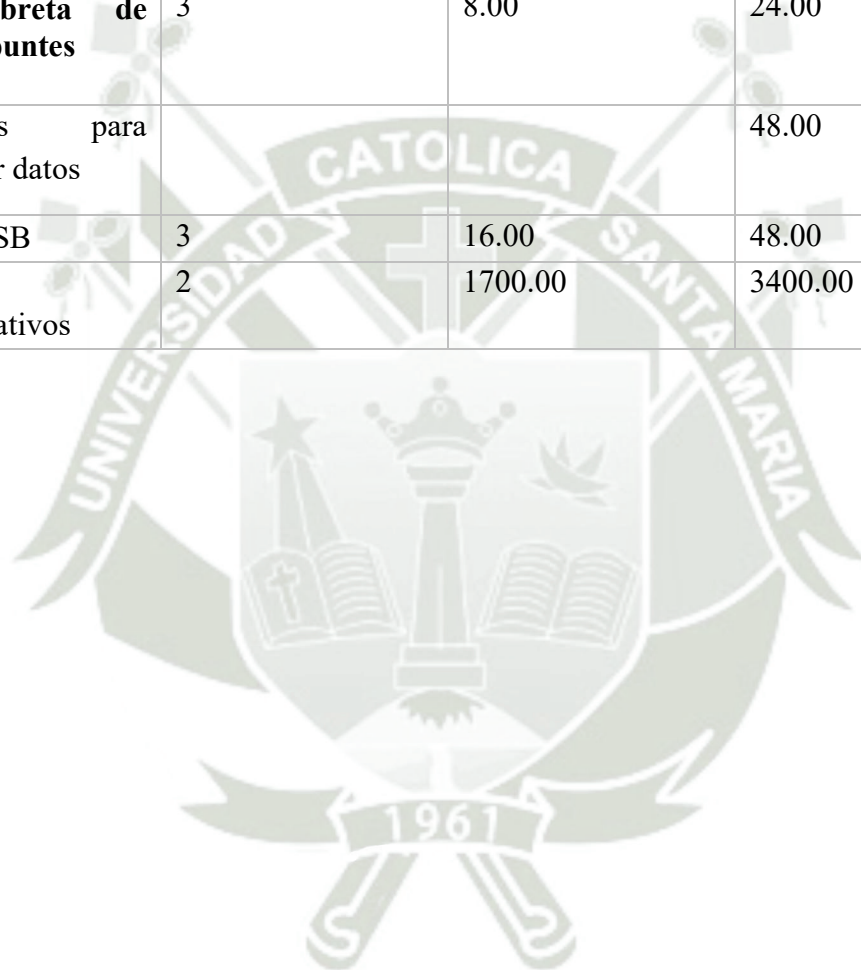 breta de 3 8.00 24.00
puntes
s para 48.00
r datos
SB 3 16.00 48.00
2 1700.00 3400.00
ativos
UNIVERSIDAD CATOLICA SANTA MARIA
1961